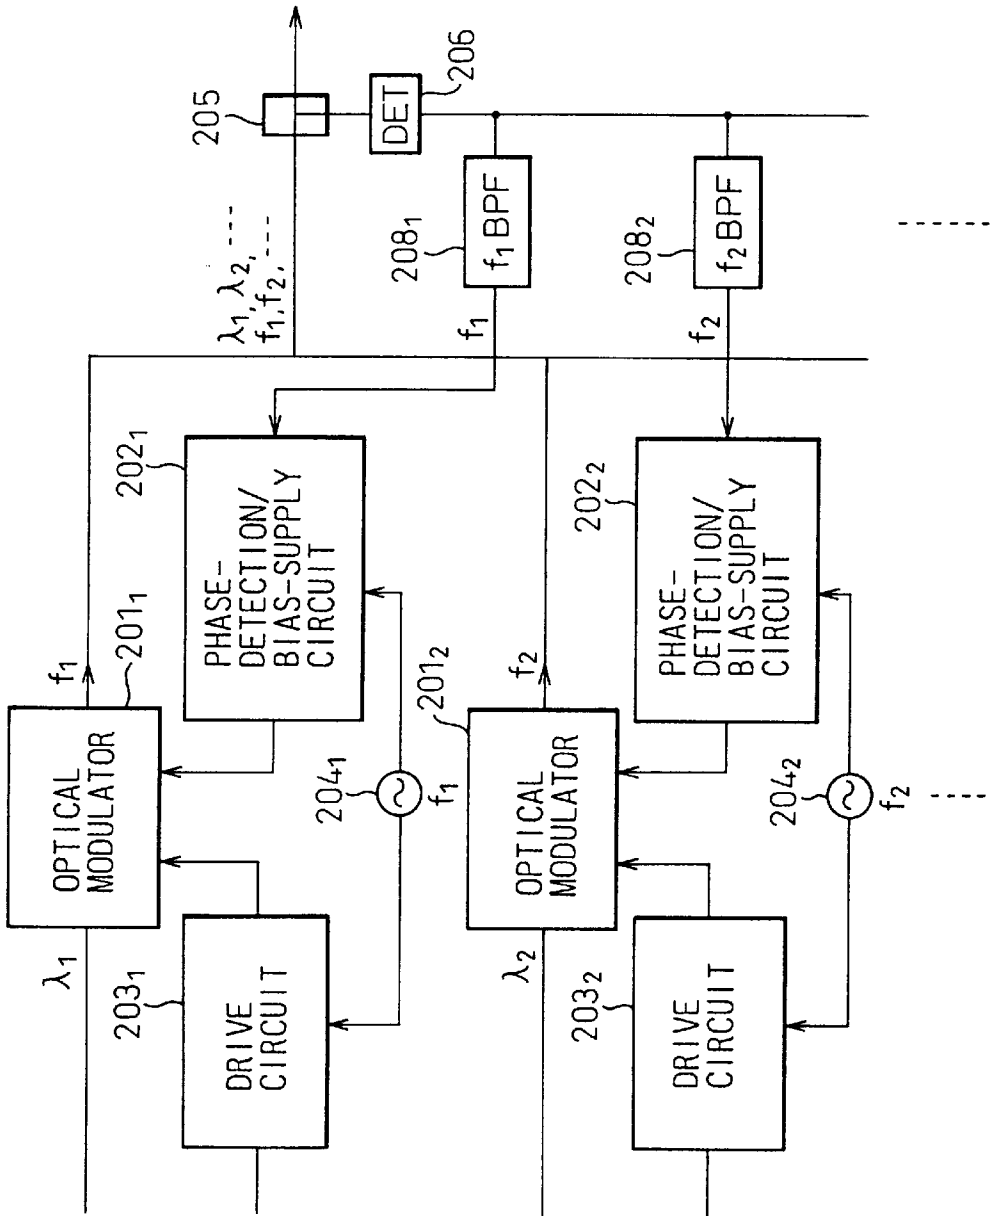 205
206
DET
λ₁, λ₂, ---
f₁, f₂, ---
f₁ BPF
208₁
f₂ BPF
208₂
f₁
f₂
202₁
PHASE-
DETECTION/
BIAS-SUPPLY
CIRCUIT
202₂
PHASE-
DETECTION/
BIAS-SUPPLY
CIRCUIT
f₁
201₁
OPTICAL
MODULATOR
f₂
201₂
OPTICAL
MODULATOR
204₁
f₁
204₂
f₂
λ₁
203₁
DRIVE
CIRCUIT
λ₂
203₂
DRIVE
CIRCUIT